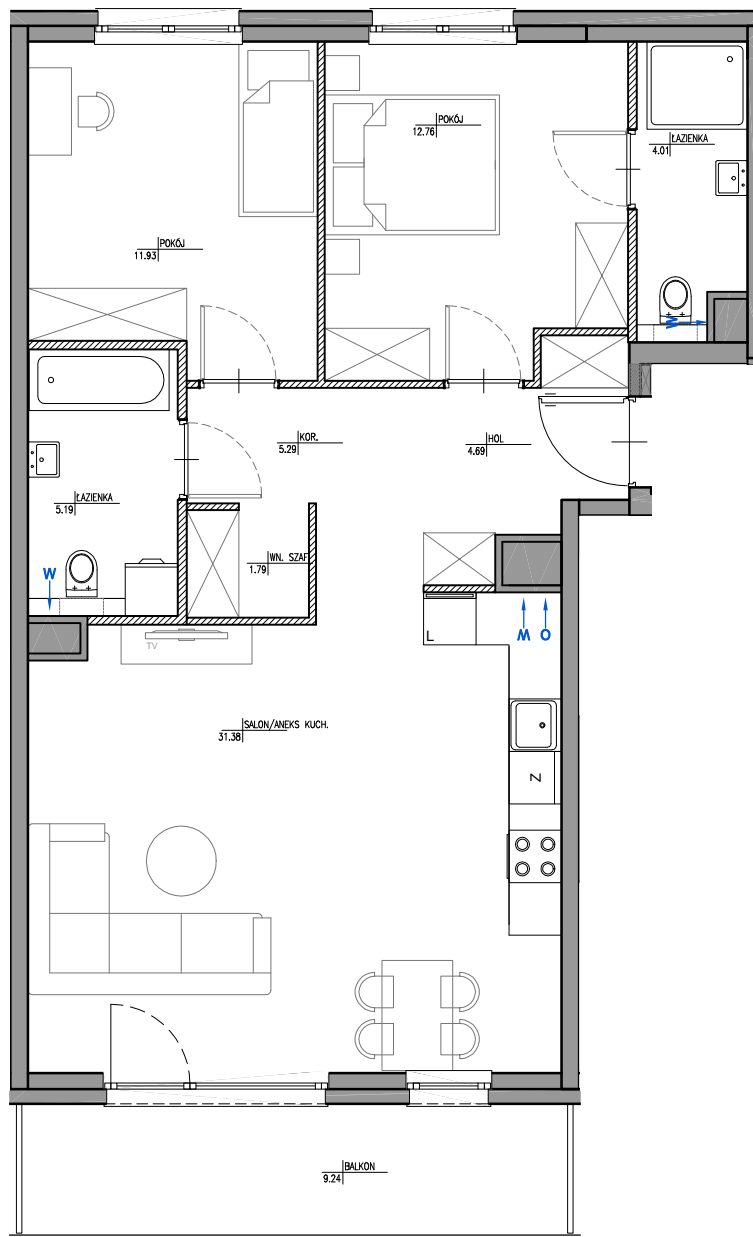 POKÓJ
12.76
ŁAZIENKA
4.01
POKÓJ
11.93
W
KOR.
5.29
HOL
4.69
ŁAZIENKA
5.19
WN. SZAF
1.79
W
W O
L
TV
SALON/ANEKS KUCH.
31.38
Z
BALKON
9.24